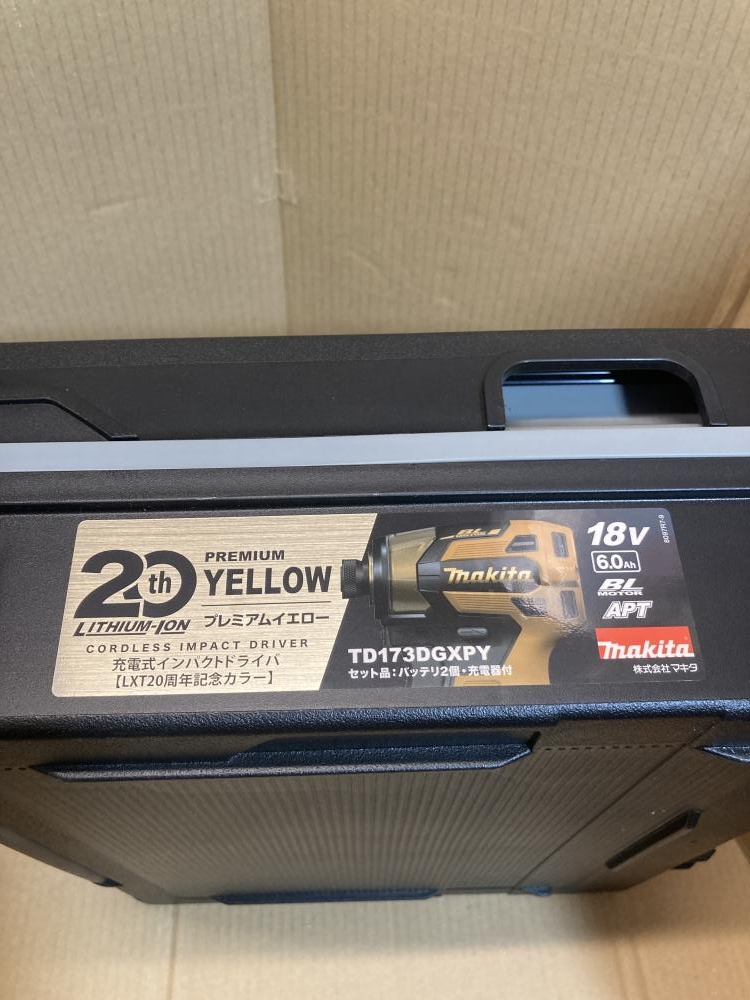 20th
LITHIUM-ION
PREMIUM
YELLOW
プレミアムイエロー
CORDLESS IMPACT DRIVER
充電式インパクトドライバ
【LXT20周年記念カラー】
BL
makita
TD173DGXPY
セット品：バッテリ2個・充電器付
18V
6.0Ah
BL
MOTOR
APT
makita
株式会社マキタ
8097R7-9